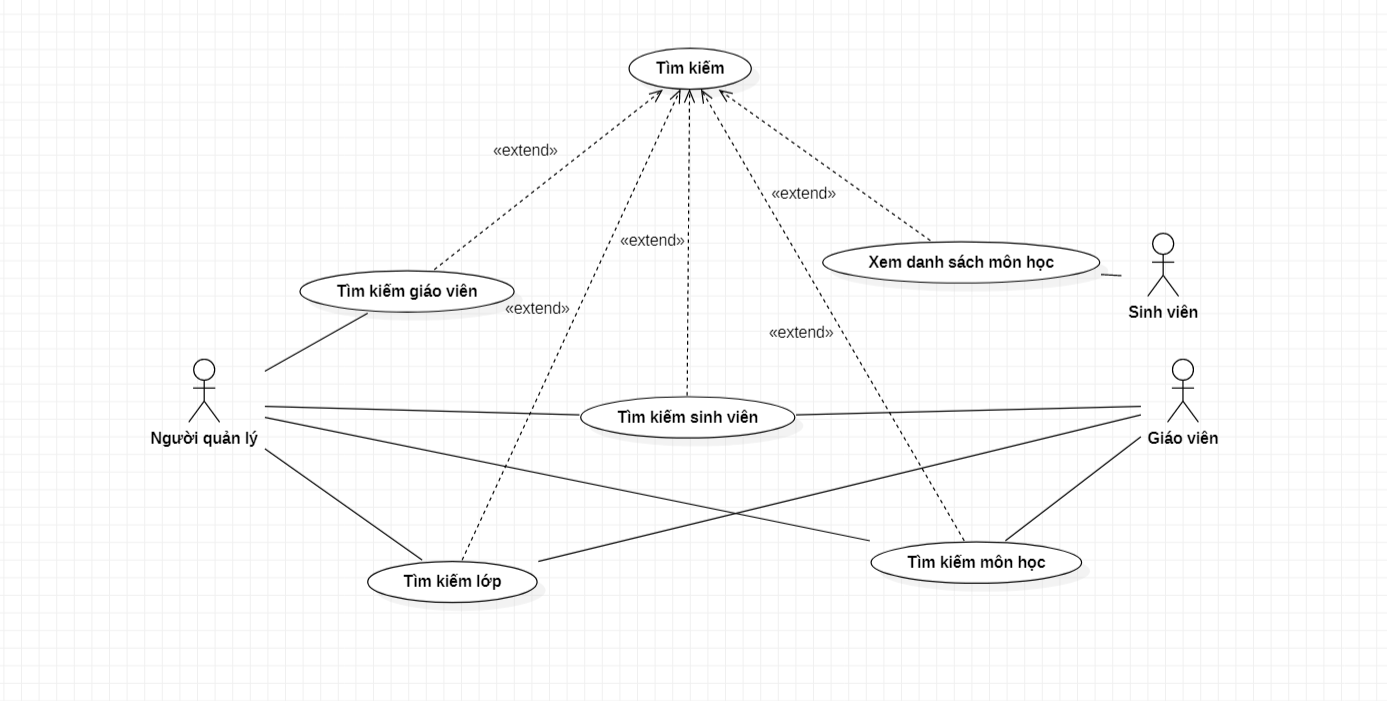 Tìm kiếm
«extend»
«extend»
«extend»
Xem danh sách môn học
Tìm kiếm giáo viên
«extend»
Sinh viên
«extend»
Tìm kiếm sinh viên
Người quản lý
Giáo viên
Tìm kiếm môn học
Tìm kiếm lớp